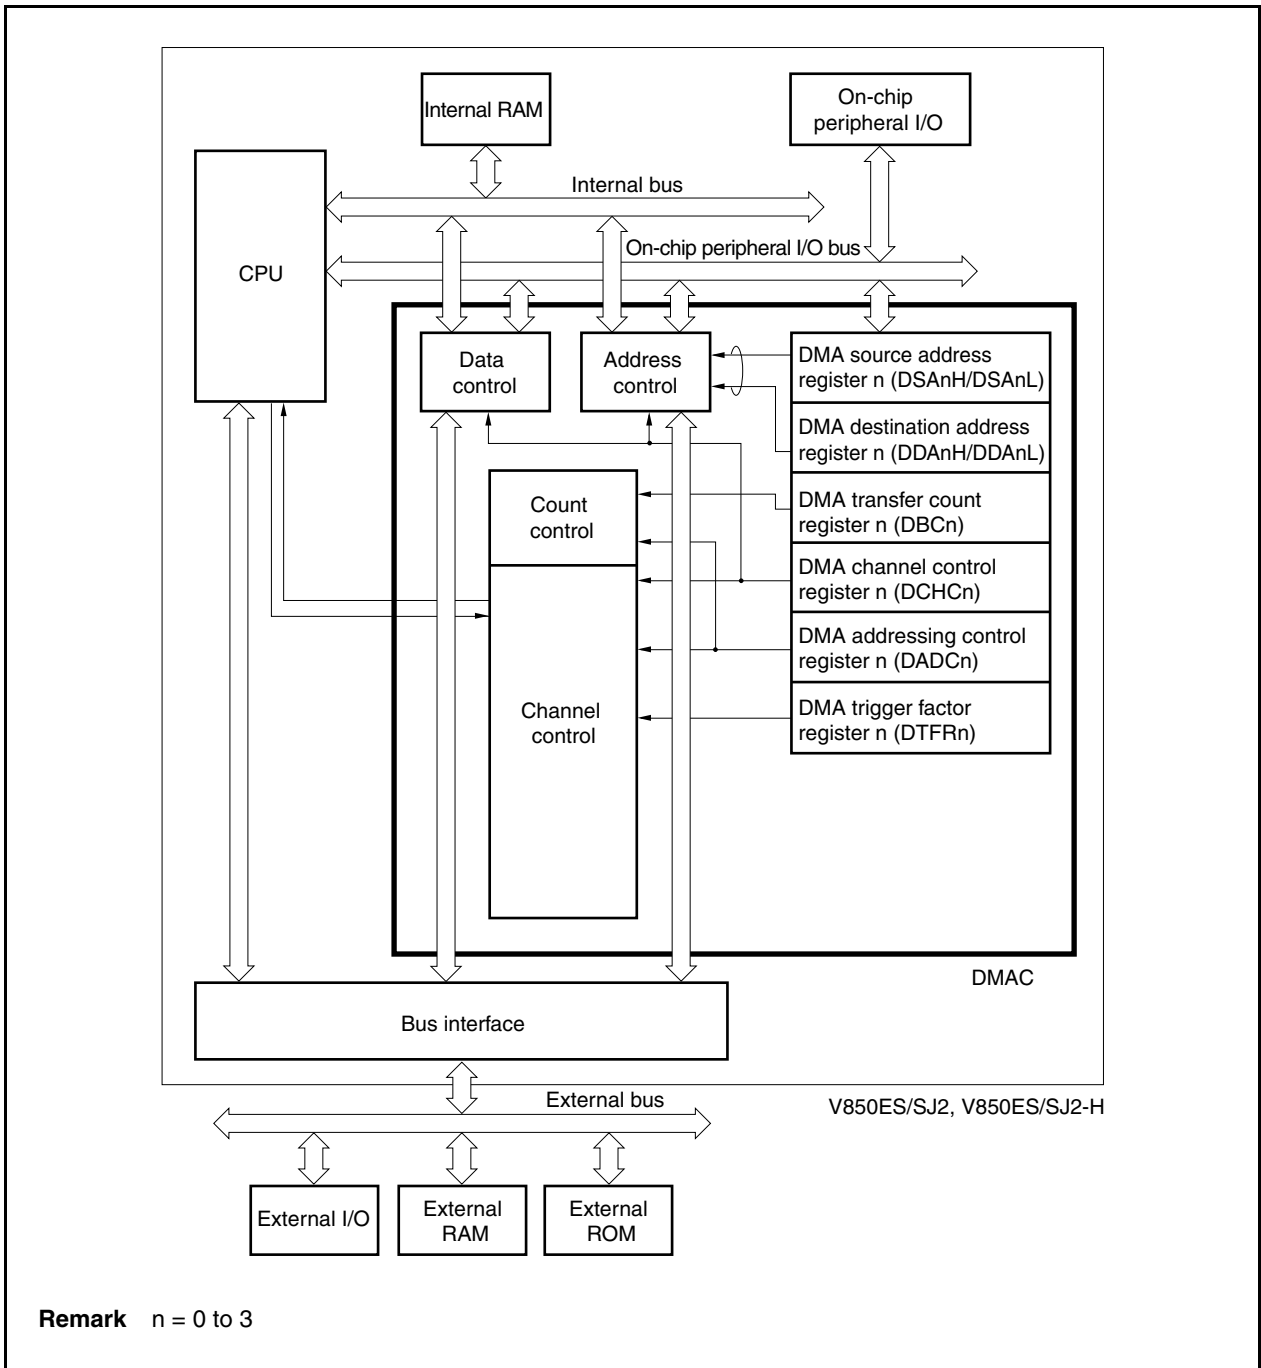 Internal RAM
On-chip
peripheral I/O
Internal bus
CPU
On-chip peripheral I/O bus
Data
control
Address
control
DMA source address
register n (DSAnH/DSAnL)
DMA destination address
register n (DDAnH/DDAnL)
Count
control
DMA transfer count
register n (DBCn)
DMA channel control
register n (DCHCn)
DMA addressing control
register n (DADCn)
Channel
control
DMA trigger factor
register n (DTFRn)
DMAC
Bus interface
External bus
V850ES/SJ2, V850ES/SJ2-H
External I/O
External
RAM
External
ROM
Remark n = 0 to 3